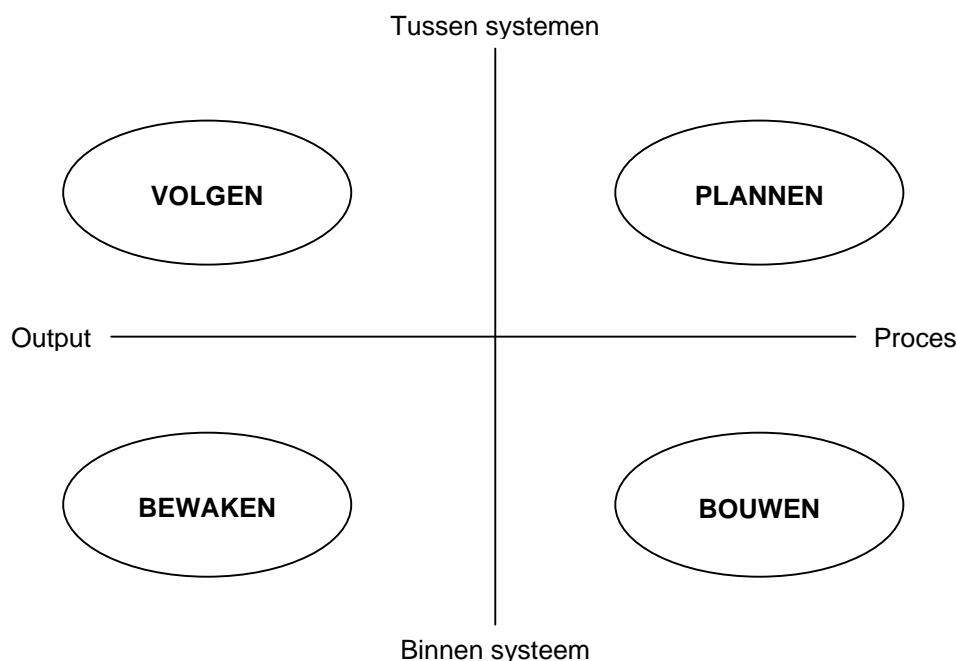 Tussen systemen
VOLGEN
PLANNEN
Output
Proces
BEWAKEN
BOUWEN
Binnen systeem